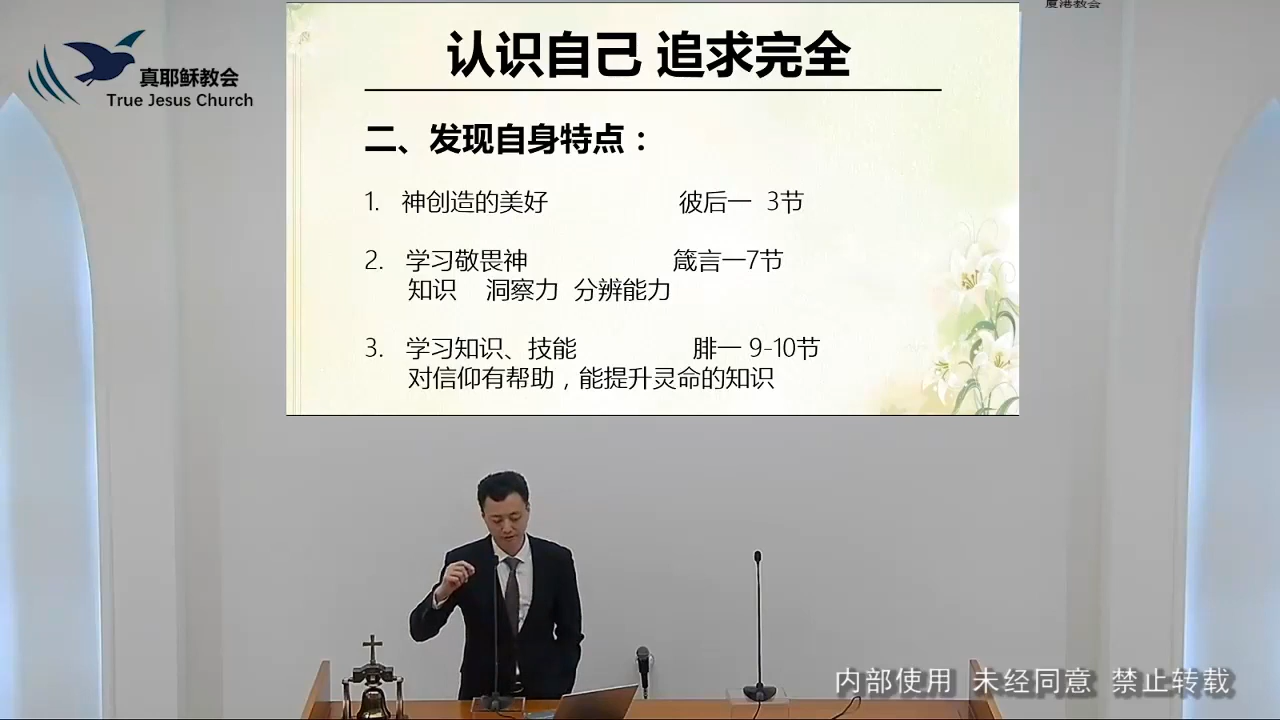 厦港教会
真耶稣教会
True Jesus Church
认识自己 追求完全
二、发现自身特点：
1. 神创造的美好 彼后一 3节
2. 学习敬畏神 箴言一7节
知识 洞察力 分辨能力
3. 学习知识、技能 腓一 9-10节
对信仰有帮助，能提升灵命的知识
内部使用 未经同意 禁止转载